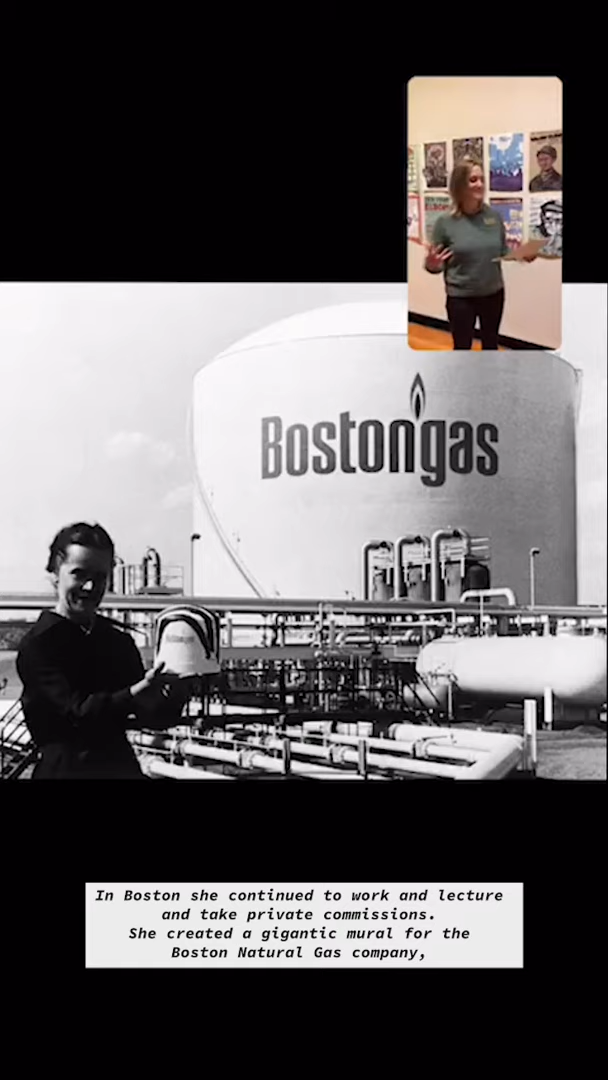 Bostongas
In Boston she continued to work and lecture
and take private commissions.
She created a gigantic mural for the
Boston Natural Gas company,